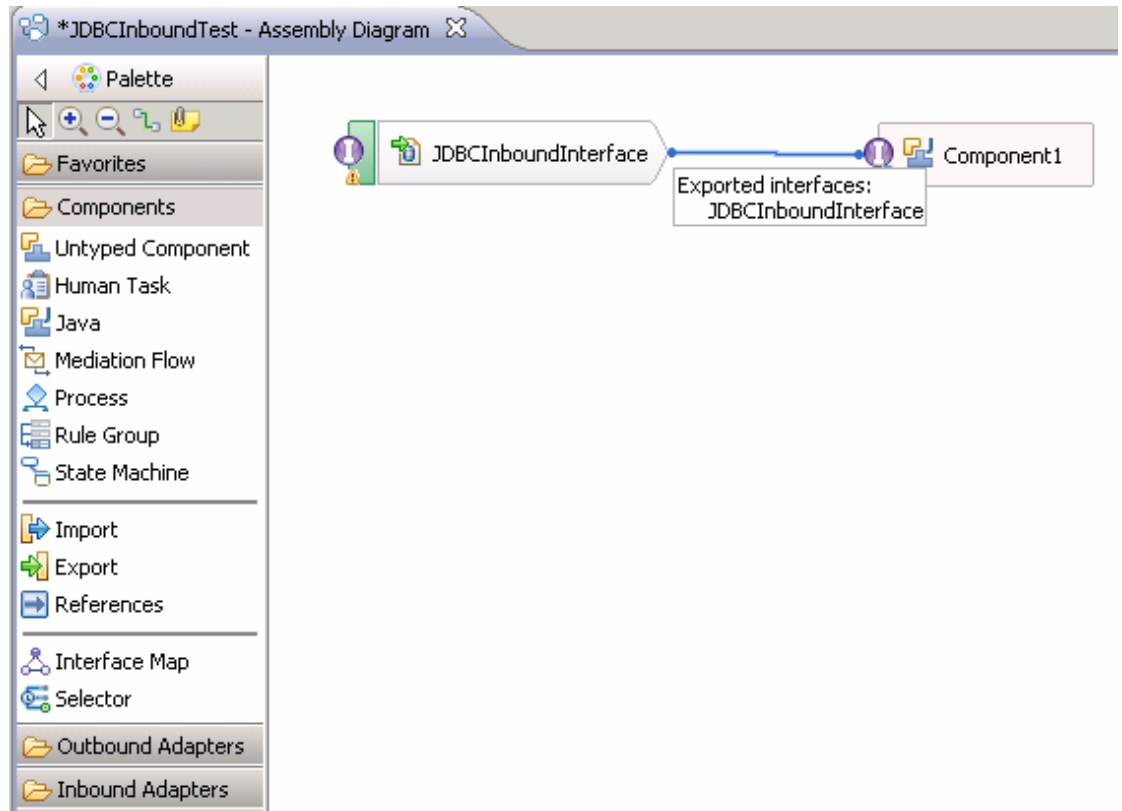 *JDBCInboundTest - Assembly Diagram
Palette
Favorites
Components
Untyped Component
Human Task
Java
Mediation Flow
Process
Rule Group
State Machine
Import
Export
References
Interface Map
Selector
Outbound Adapters
Inbound Adapters
JDBCInboundInterface
Component1
Exported interfaces:
JDBCInboundInterface